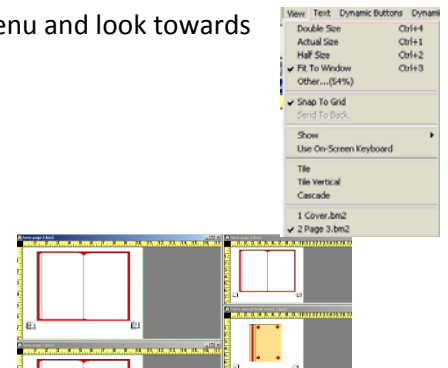 enu and look towards
View Text Dynamic Buttons Dynami
Double Size Ctrl+4
Actual Size Ctrl+1
Half Size Ctrl+2
Fit To Window Ctrl+3
Other...(54%)
Snap To Grid
Send To Back
Show
Use On-Screen Keyboard
Tile
Tile Vertical
Cascade
1 Cover.bm2
2 Page 3.bm2